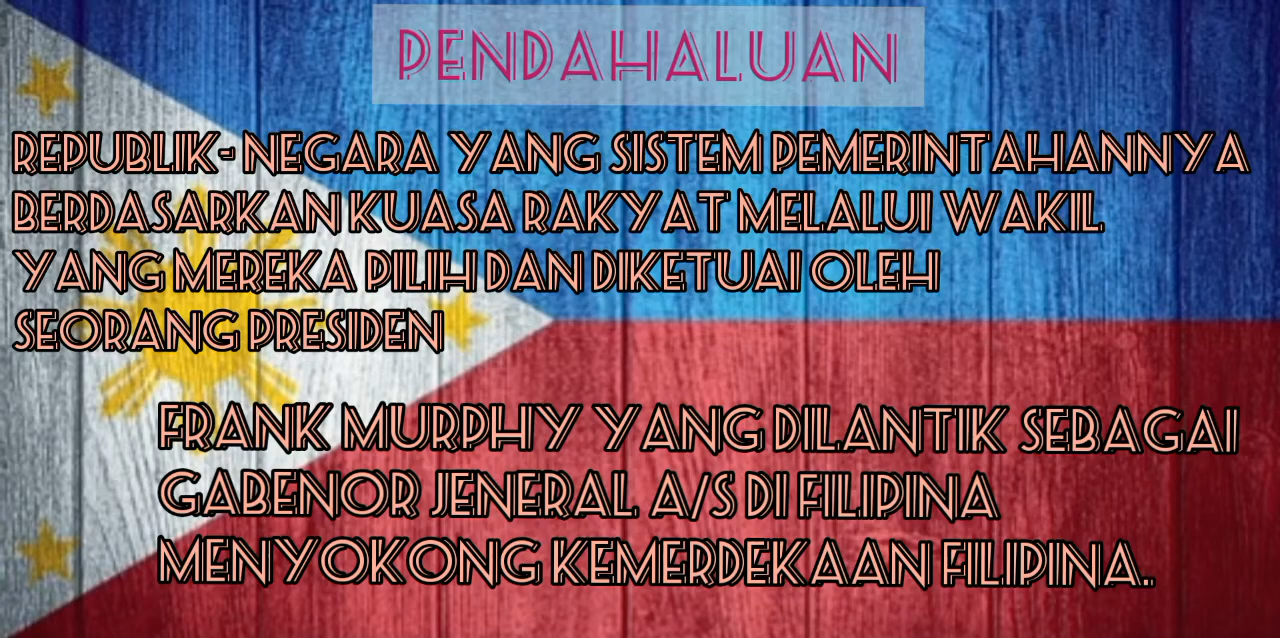 PENDAHALUAN
REPUBLIK- NEGARA YANG SISTEM PEMERINTAHANNYA
BERDASARKAN KUASA RAKYAT MELALUI WAKIL
YANG MEREKA PILIH DAN DIKETUAI OLEH
SEORANG PRESIDEN
FRANK MURPHY YANG DILANTIK SEBAGAI
GABENOR JENERAL A/S DI FILIPINA
MENYOKONG KEMERDEKAAN FILIPINA.